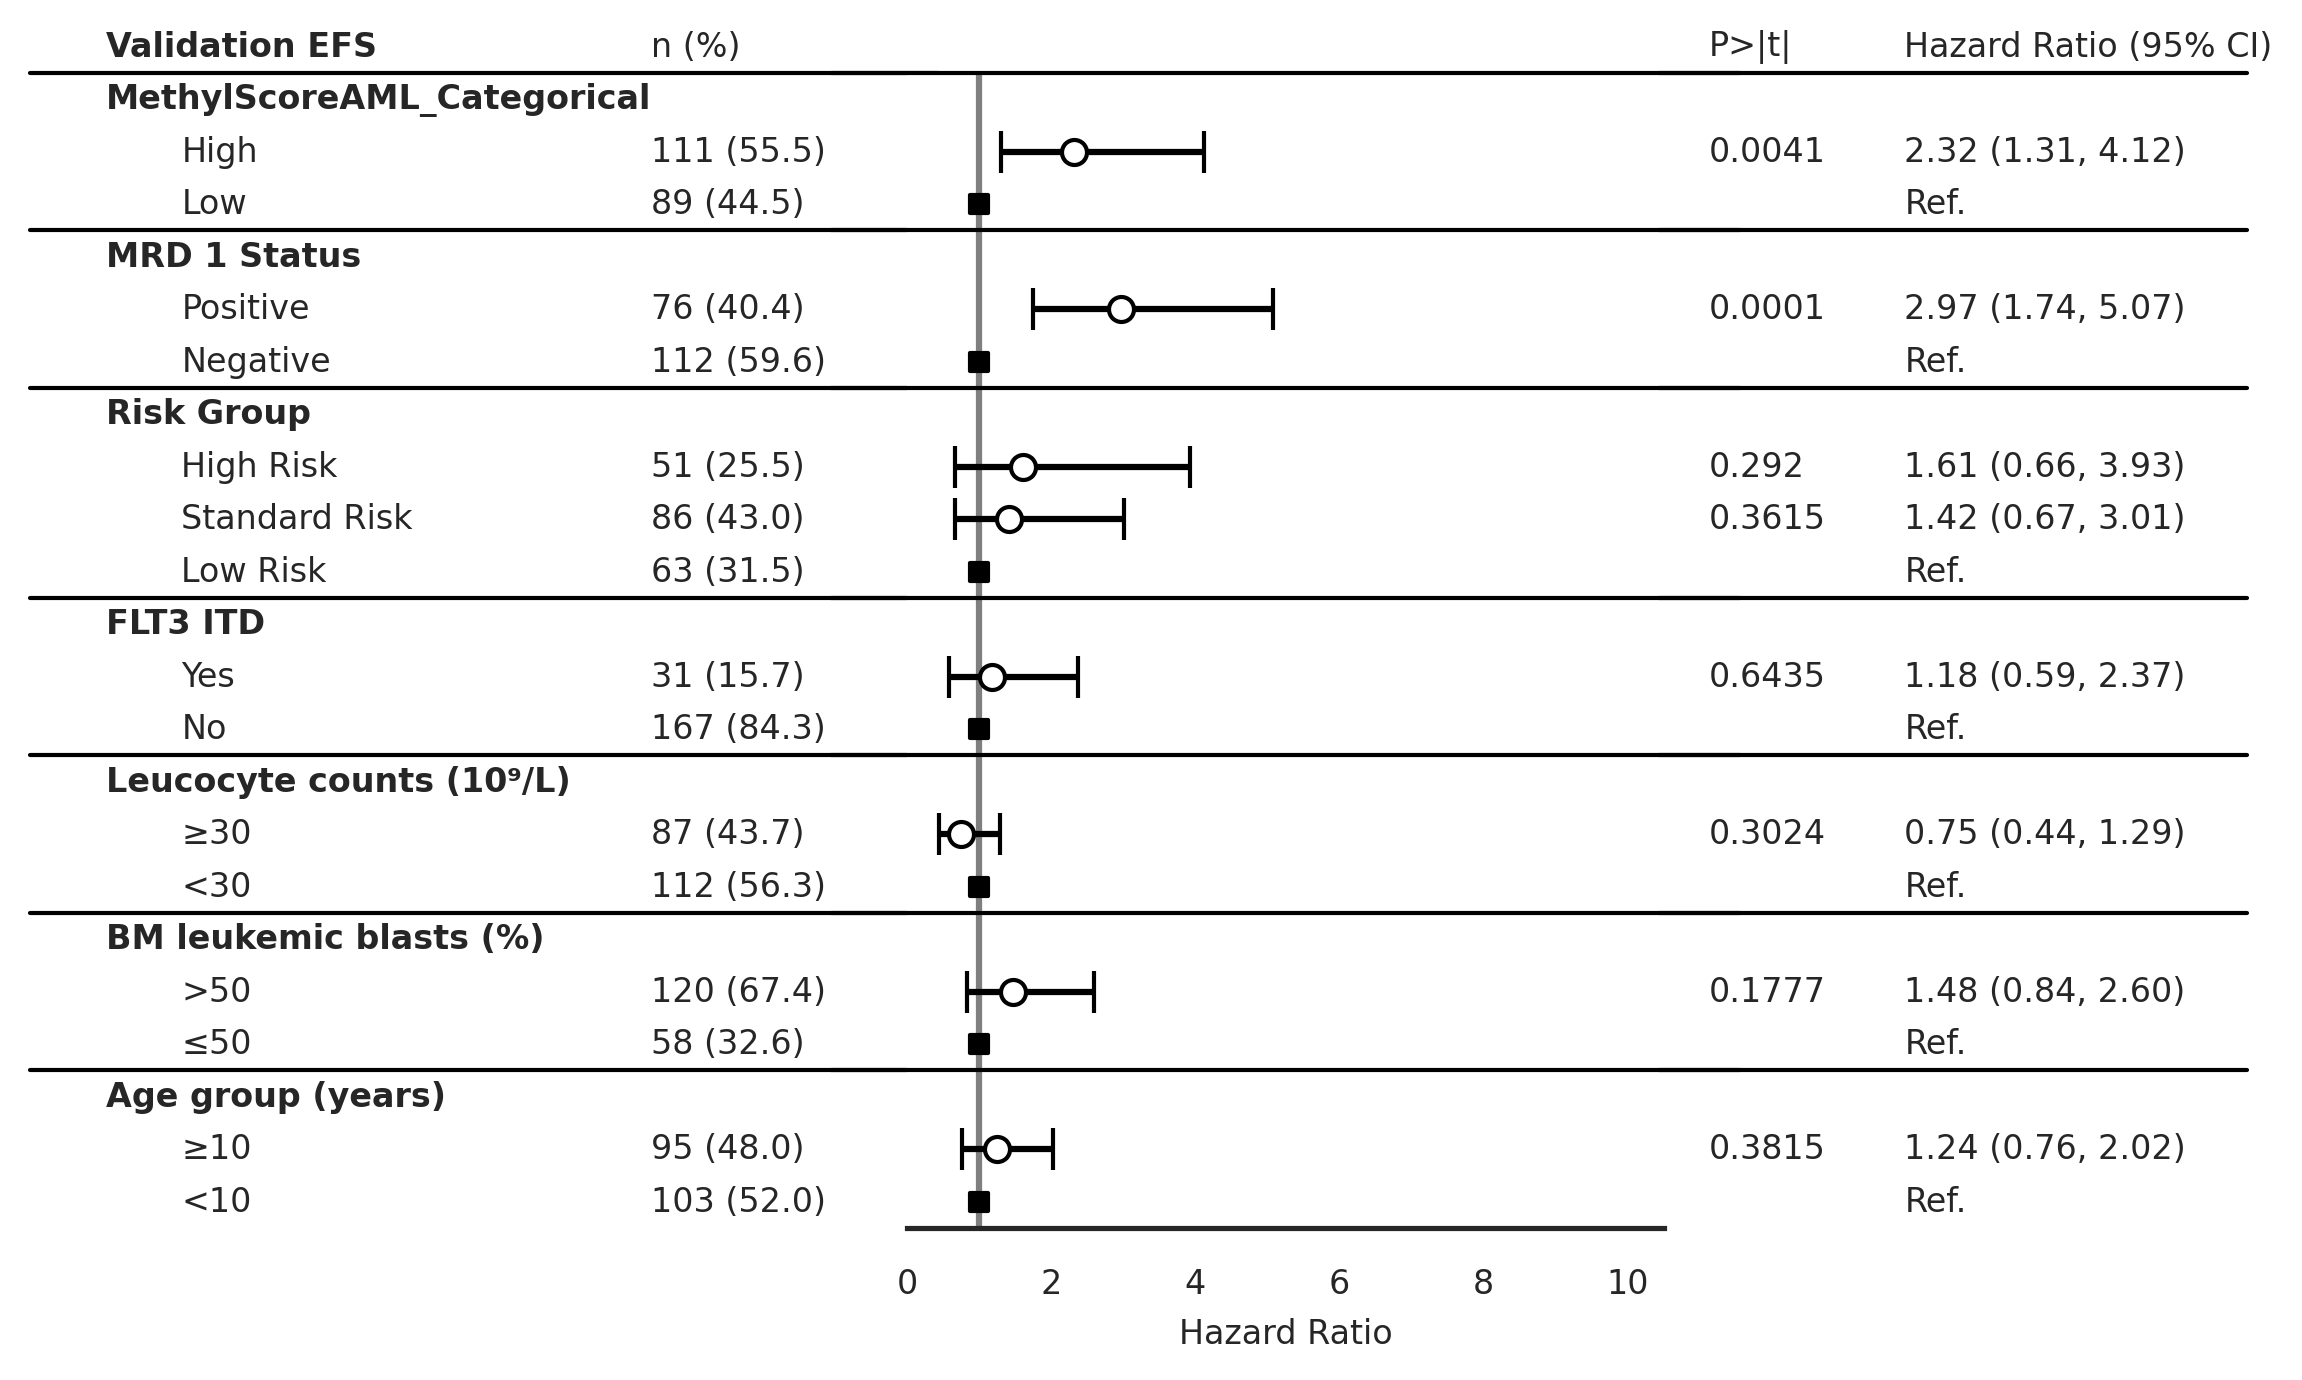 Validation EFS n (%) P>|t| Hazard Ratio (95% CI)
MethylScoreAML_Categorical
High 111 (55.5) 0.0041 2.32 (1.31, 4.12)
Low 89 (44.5) Ref.
MRD 1 Status
Positive 76 (40.4) 0.0001 2.97 (1.74, 5.07)
Negative 112 (59.6) Ref.
Risk Group
High Risk 51 (25.5) 0.292 1.61 (0.66, 3.93)
Standard Risk 86 (43.0) 0.3615 1.42 (0.67, 3.01)
Low Risk 63 (31.5) Ref.
FLT3 ITD
Yes 31 (15.7) 0.6435 1.18 (0.59, 2.37)
No 167 (84.3) Ref.
Leucocyte counts (10⁹/L)
≥30 87 (43.7) 0.3024 0.75 (0.44, 1.29)
<30 112 (56.3) Ref.
BM leukemic blasts (%)
>50 120 (67.4) 0.1777 1.48 (0.84, 2.60)
≤50 58 (32.6) Ref.
Age group (years)
≥10 95 (48.0) 0.3815 1.24 (0.76, 2.02)
<10 103 (52.0) Ref.
0 2 4 6 8 10
Hazard Ratio